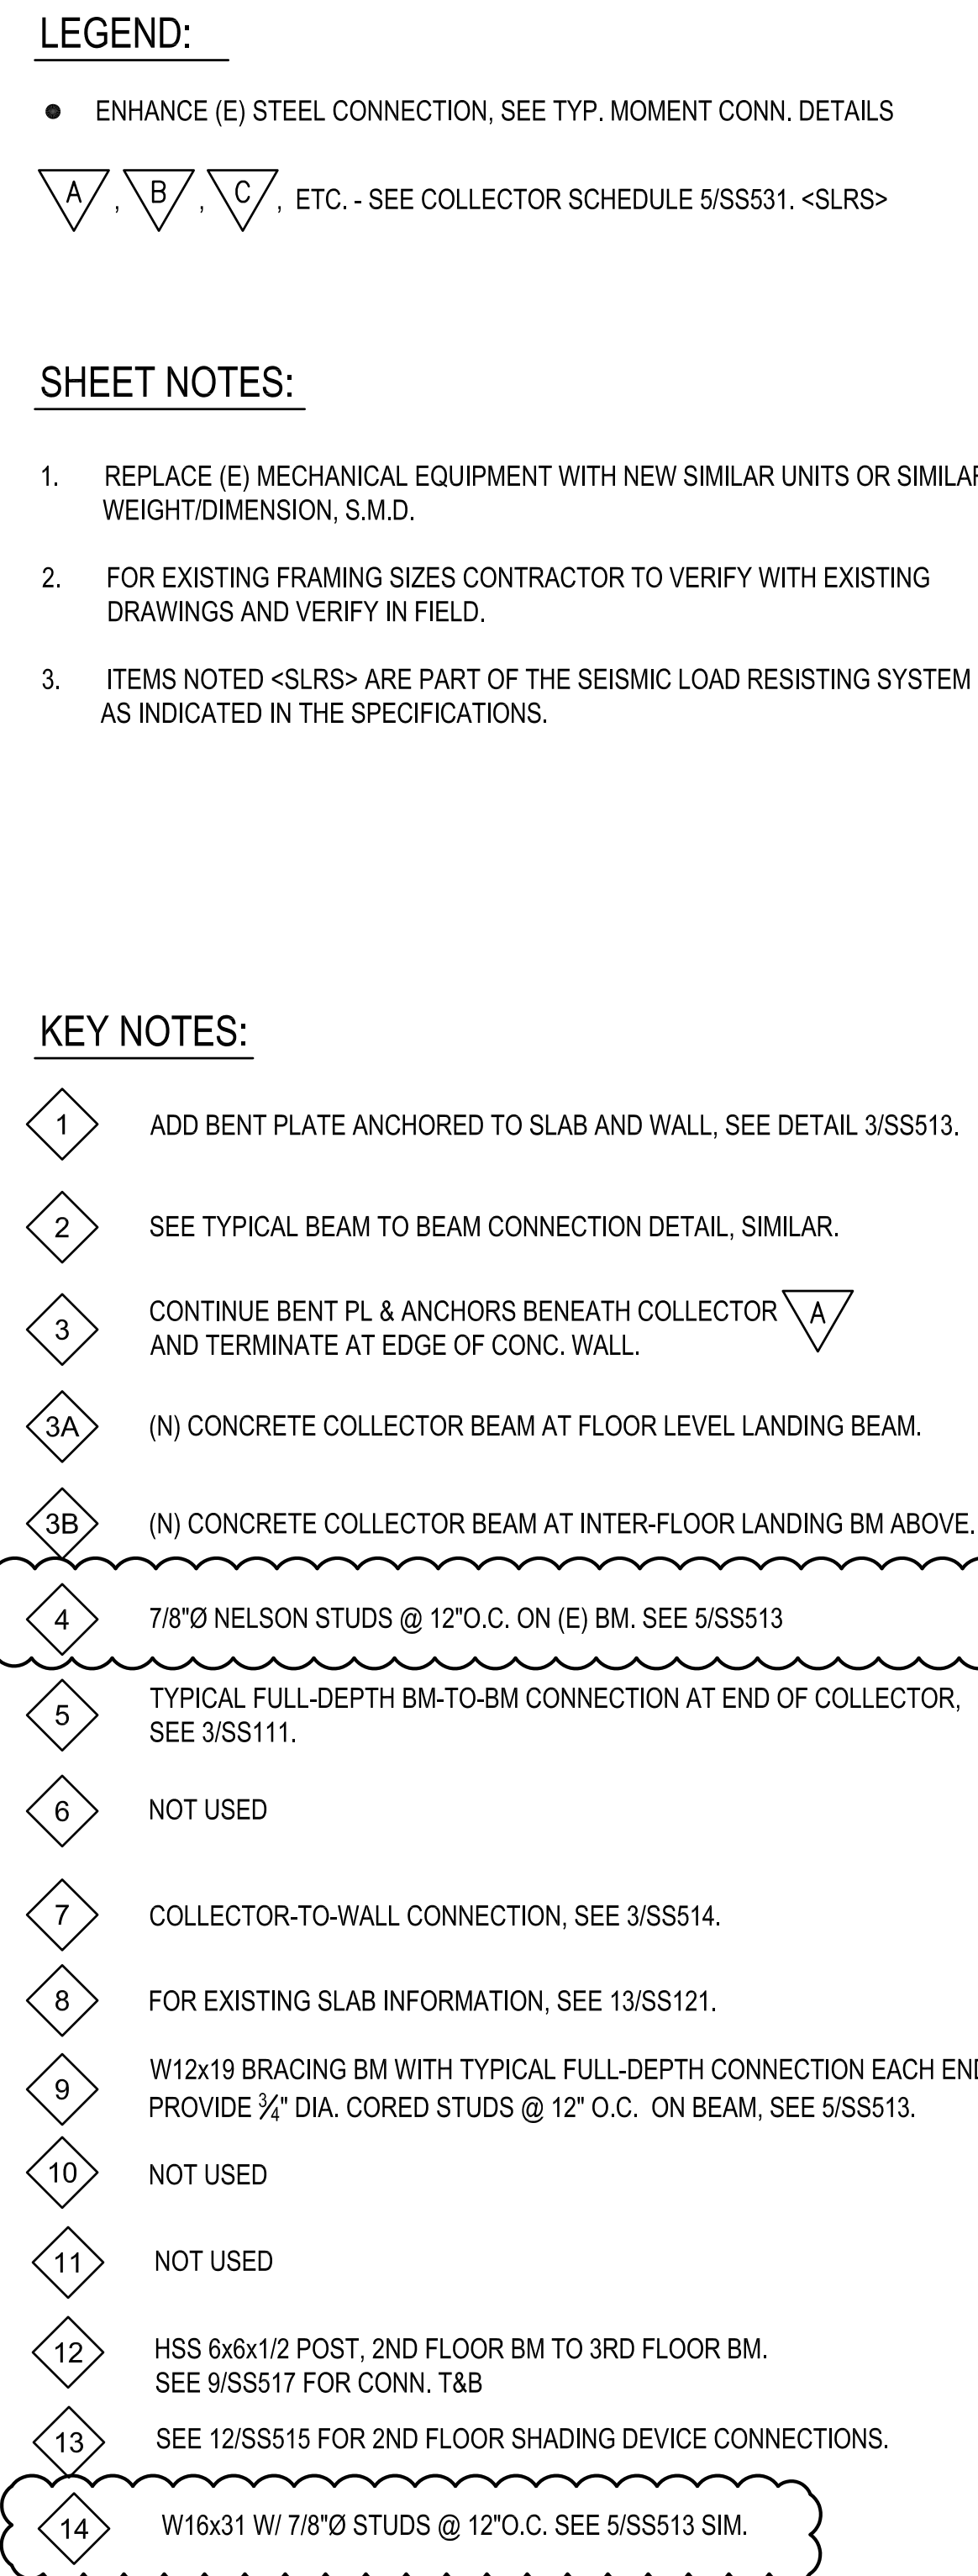 LEGEND:
ENHANCE (E) STEEL CONNECTION, SEE TYP. MOMENT CONN. DETAILS
A , B , C , ETC. - SEE COLLECTOR SCHEDULE 5/SS531. <SLRS>
SHEET NOTES:
1. REPLACE (E) MECHANICAL EQUIPMENT WITH NEW SIMILAR UNITS OR SIMILAR
WEIGHT/DIMENSION, S.M.D.
2. FOR EXISTING FRAMING SIZES CONTRACTOR TO VERIFY WITH EXISTING
DRAWINGS AND VERIFY IN FIELD.
3. ITEMS NOTED <SLRS> ARE PART OF THE SEISMIC LOAD RESISTING SYSTEM
AS INDICATED IN THE SPECIFICATIONS.
KEY NOTES:
1 ADD BENT PLATE ANCHORED TO SLAB AND WALL, SEE DETAIL 3/SS513.
2 SEE TYPICAL BEAM TO BEAM CONNECTION DETAIL, SIMILAR.
3 CONTINUE BENT PL & ANCHORS BENEATH COLLECTOR A
AND TERMINATE AT EDGE OF CONC. WALL.
3A (N) CONCRETE COLLECTOR BEAM AT FLOOR LEVEL LANDING BEAM.
3B (N) CONCRETE COLLECTOR BEAM AT INTER-FLOOR LANDING BM ABOVE.
4 7/8"Ø NELSON STUDS @ 12"O.C. ON (E) BM. SEE 5/SS513
5 TYPICAL FULL-DEPTH BM-TO-BM CONNECTION AT END OF COLLECTOR,
SEE 3/SS111.
6 NOT USED
7 COLLECTOR-TO-WALL CONNECTION, SEE 3/SS514.
8 FOR EXISTING SLAB INFORMATION, SEE 13/SS121.
9 W12x19 BRACING BM WITH TYPICAL FULL-DEPTH CONNECTION EACH END
PROVIDE ¾" DIA. CORED STUDS @ 12" O.C. ON BEAM, SEE 5/SS513.
10 NOT USED
11 NOT USED
12 HSS 6x6x1/2 POST, 2ND FLOOR BM TO 3RD FLOOR BM.
SEE 9/SS517 FOR CONN. T&B
13 SEE 12/SS515 FOR 2ND FLOOR SHADING DEVICE CONNECTIONS.
14 W16x31 W/ 7/8"Ø STUDS @ 12"O.C. SEE 5/SS513 SIM.